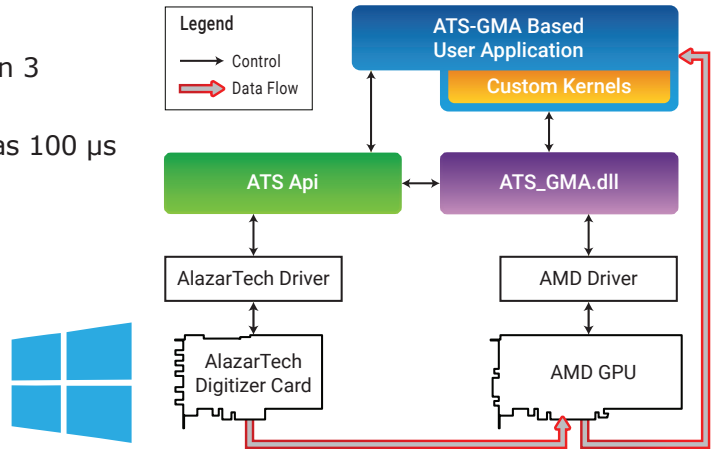 n 3
as 100 µs
Legend
Control
Data Flow
ATS-GMA Based
User Application
Custom Kernels
ATS Api
ATS_GMA.dll
AlazarTech Driver
AMD Driver
AlazarTech
Digitizer Card
AMD GPU